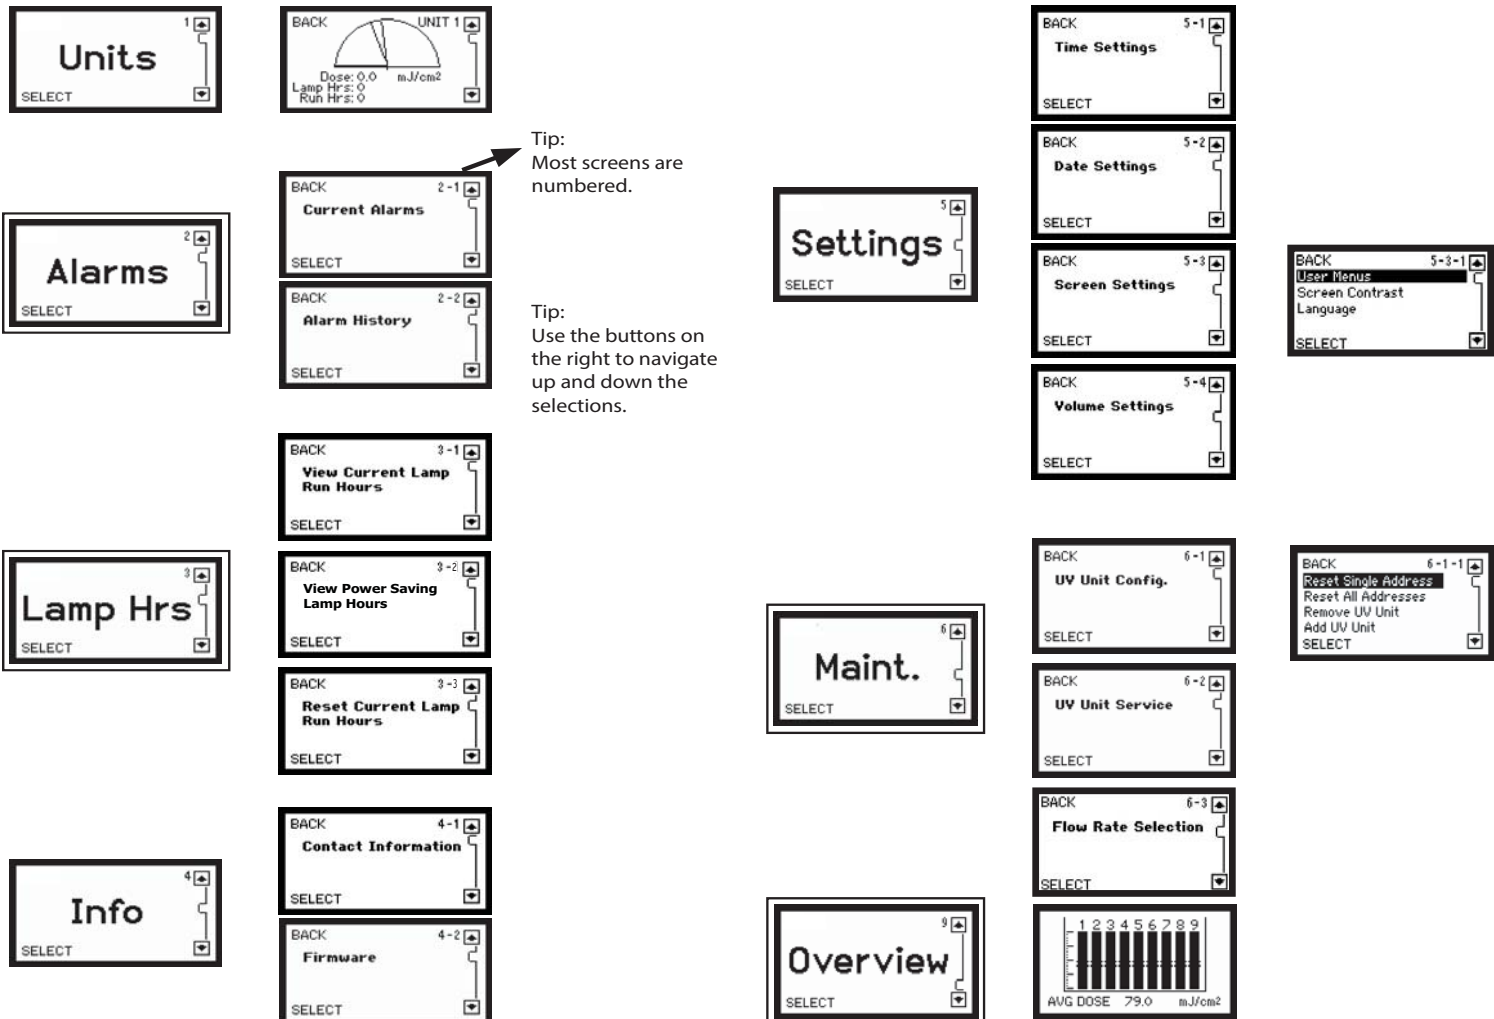 1
Units
SELECT
BACK UNIT 1
Dose: 0.0 mJ/cm²
Lamp Hrs: 0
Run Hrs: 0
Tip:
Most screens are
numbered.
2
Alarms
SELECT
BACK 2-1
Current Alarms
SELECT
BACK 2-2
Alarm History
SELECT
Tip:
Use the buttons on
the right to navigate
up and down the
selections.
3
Lamp Hrs
SELECT
BACK 3-1
View Current Lamp
Run Hours
SELECT
BACK 3-2
View Power Saving
Lamp Hours
SELECT
BACK 3-3
Reset Current Lamp
Run Hours
SELECT
4
Info
SELECT
BACK 4-1
Contact Information
SELECT
BACK 4-2
Firmware
SELECT
5
Settings
SELECT
BACK 5-1
Time Settings
SELECT
BACK 5-2
Date Settings
SELECT
BACK 5-3
Screen Settings
SELECT
BACK 5-4
Volume Settings
SELECT
BACK 5-3-1
User Menus
Screen Contrast
Language
SELECT
6
Maint.
SELECT
BACK 6-1
UV Unit Config.
SELECT
BACK 6-2
UV Unit Service
SELECT
BACK 6-3
Flow Rate Selection
SELECT
BACK 6-1-1
Reset Single Address
Reset All Addresses
Remove UV Unit
Add UV Unit
SELECT
9
Overview
SELECT
1 2 3 4 5 6 7 8 9
AVG DOSE 79.0 mJ/cm²